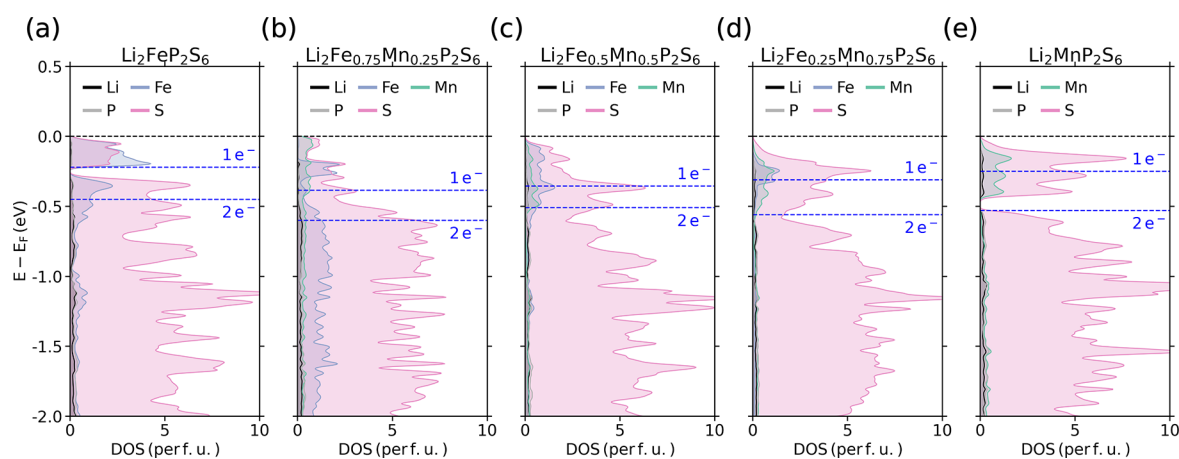 (a) (b) (c) (d) (e)
Li₂FeP₂S₆ Li₂Fe₀.₇₅Mn₀.₂₅P₂S₆ Li₂Fe₀.₅Mn₀.₅P₂S₆ Li₂Fe₀.₂₅Mn₀.₇₅P₂S₆ Li₂MnP₂S₆
0.5
Li Fe Li Fe Mn Li Fe Mn Li Fe Mn Li Mn
P S P S P S P S P S
0.0
1e⁻ 1e⁻ 1e⁻ 1e⁻ 1e⁻
-0.5
2e⁻ 2e⁻ 2e⁻ 2e⁻ 2e⁻
E − E_F (eV)
-1.0
-1.5
-2.0
0 5 10 0 5 10 0 5 10 0 5 10 0 5 10
DOS (per f. u.) DOS (per f. u.) DOS (per f. u.) DOS (per f. u.) DOS (per f. u.)